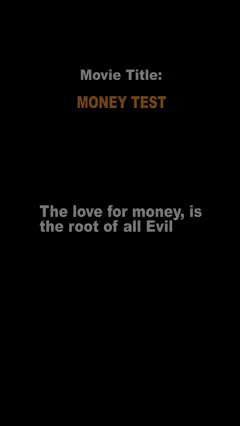 Movie Title:
MONEY TEST
The love for money, is
the root of all Evil